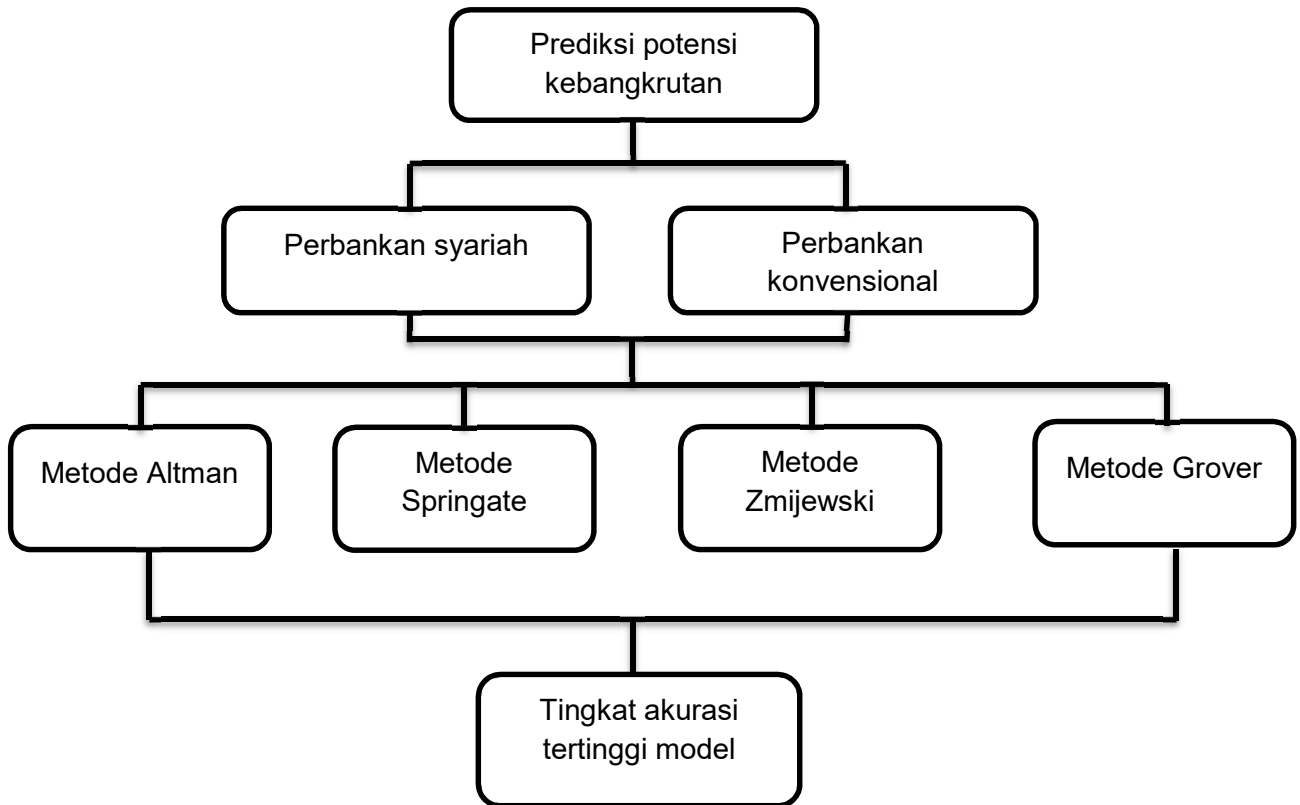 Prediksi potensi
kebangkrutan
Perbankan syariah
Perbankan
konvensional
Metode Altman
Metode
Springate
Metode
Zmijewski
Metode Grover
Tingkat akurasi
tertinggi model